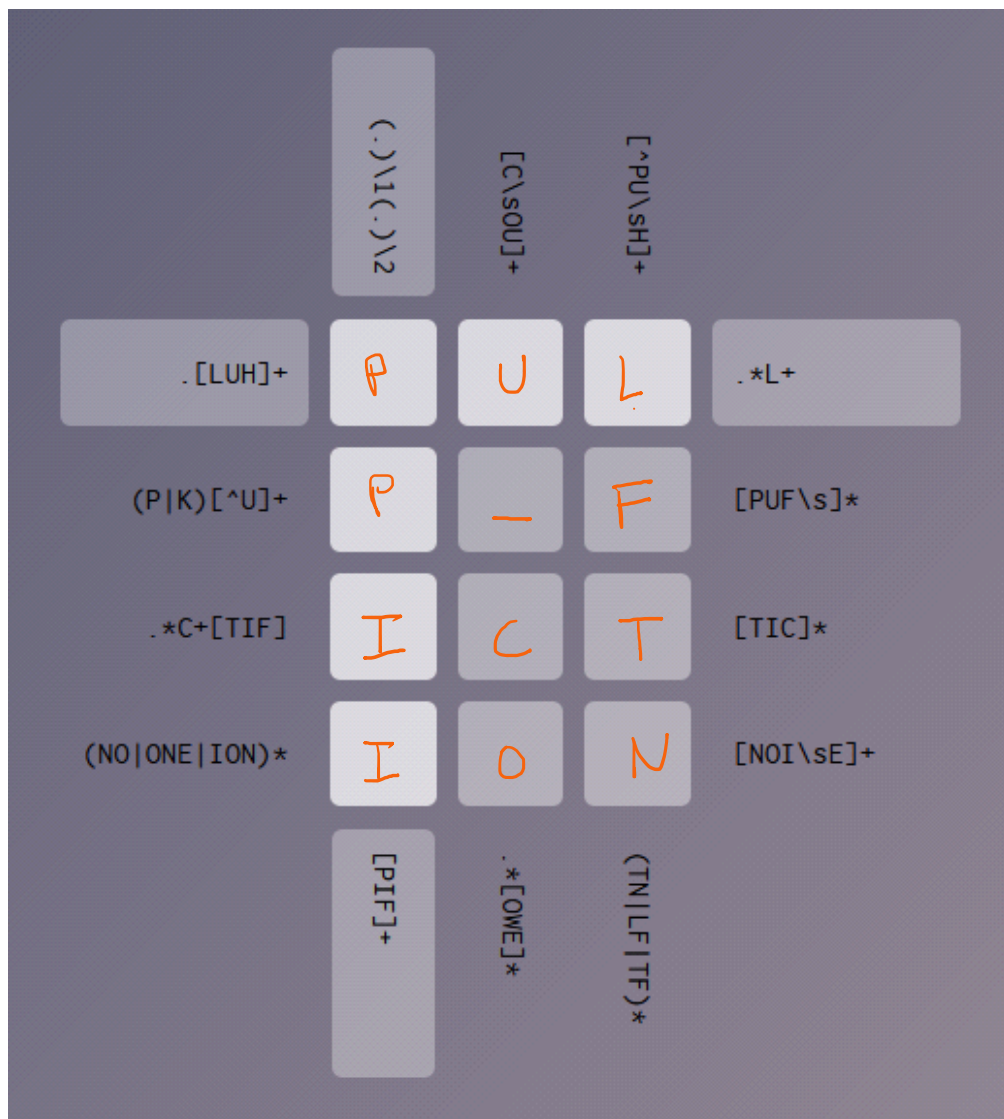 (.)\1(.)\2 [C\sOU]+ [^PU\sH]+
.[LUH]+ P U L .*L+
(P|K)[^U]+ P _ F [PUF\s]*
.*C+[TIF] I C T [TIC]*
(NO|ONE|ION)* I O N [NOI\sE]+
[PIF]+ .*[OWE]* (TN|LF|TF)*